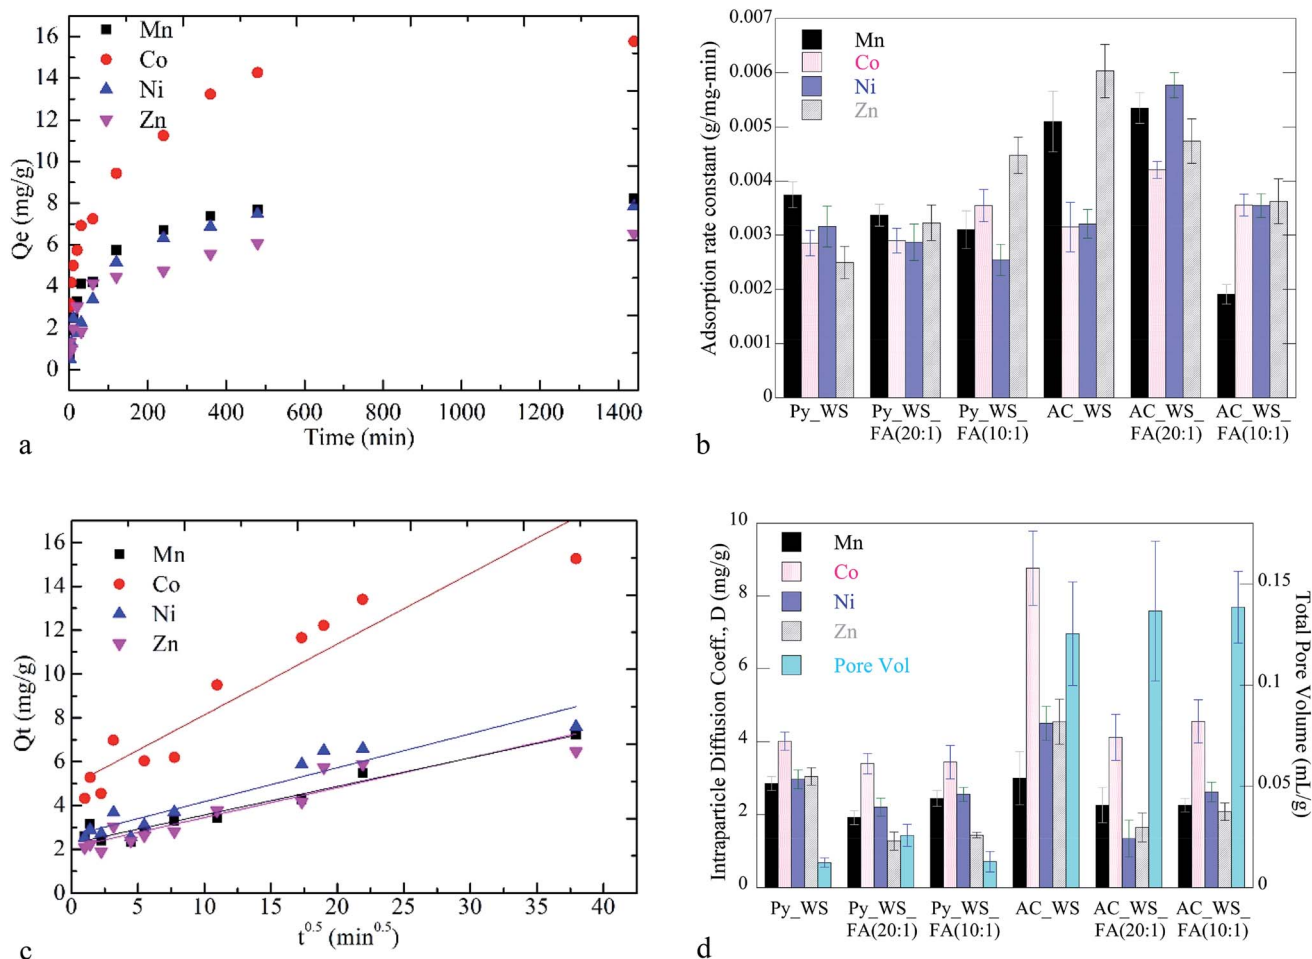 16
14
12
10
8
6
4
2
0
Qe (mg/g)
Mn
Co
Ni
Zn
0 200 400 600 800 1000 1200 1400
Time (min)
a
0.007
0.006
0.005
0.004
0.003
0.002
0.001
0
Adsorption rate constant (g/mg-min)
Mn
Co
Ni
Zn
Py_WS Py_WS_ Py_WS_ AC_WS AC_WS_ AC_WS_
FA(20:1) FA(10:1) FA(20:1) FA(10:1)
b
16
14
12
10
8
6
4
2
0
Qt (mg/g)
Mn
Co
Ni
Zn
0 5 10 15 20 25 30 35 40
t^0.5 (min^0.5)
c
10
8
6
4
2
0
Intraparticle Diffusion Coeff., D (mg/g)
Mn
Co
Ni
Zn
Pore Vol
0.15
0.1
0.05
0
Total Pore Volume (mL/g)
Py_WS Py_WS_ Py_WS_ AC_WS AC_WS_ AC_WS_
FA(20:1) FA(10:1) FA(20:1) FA(10:1)
d